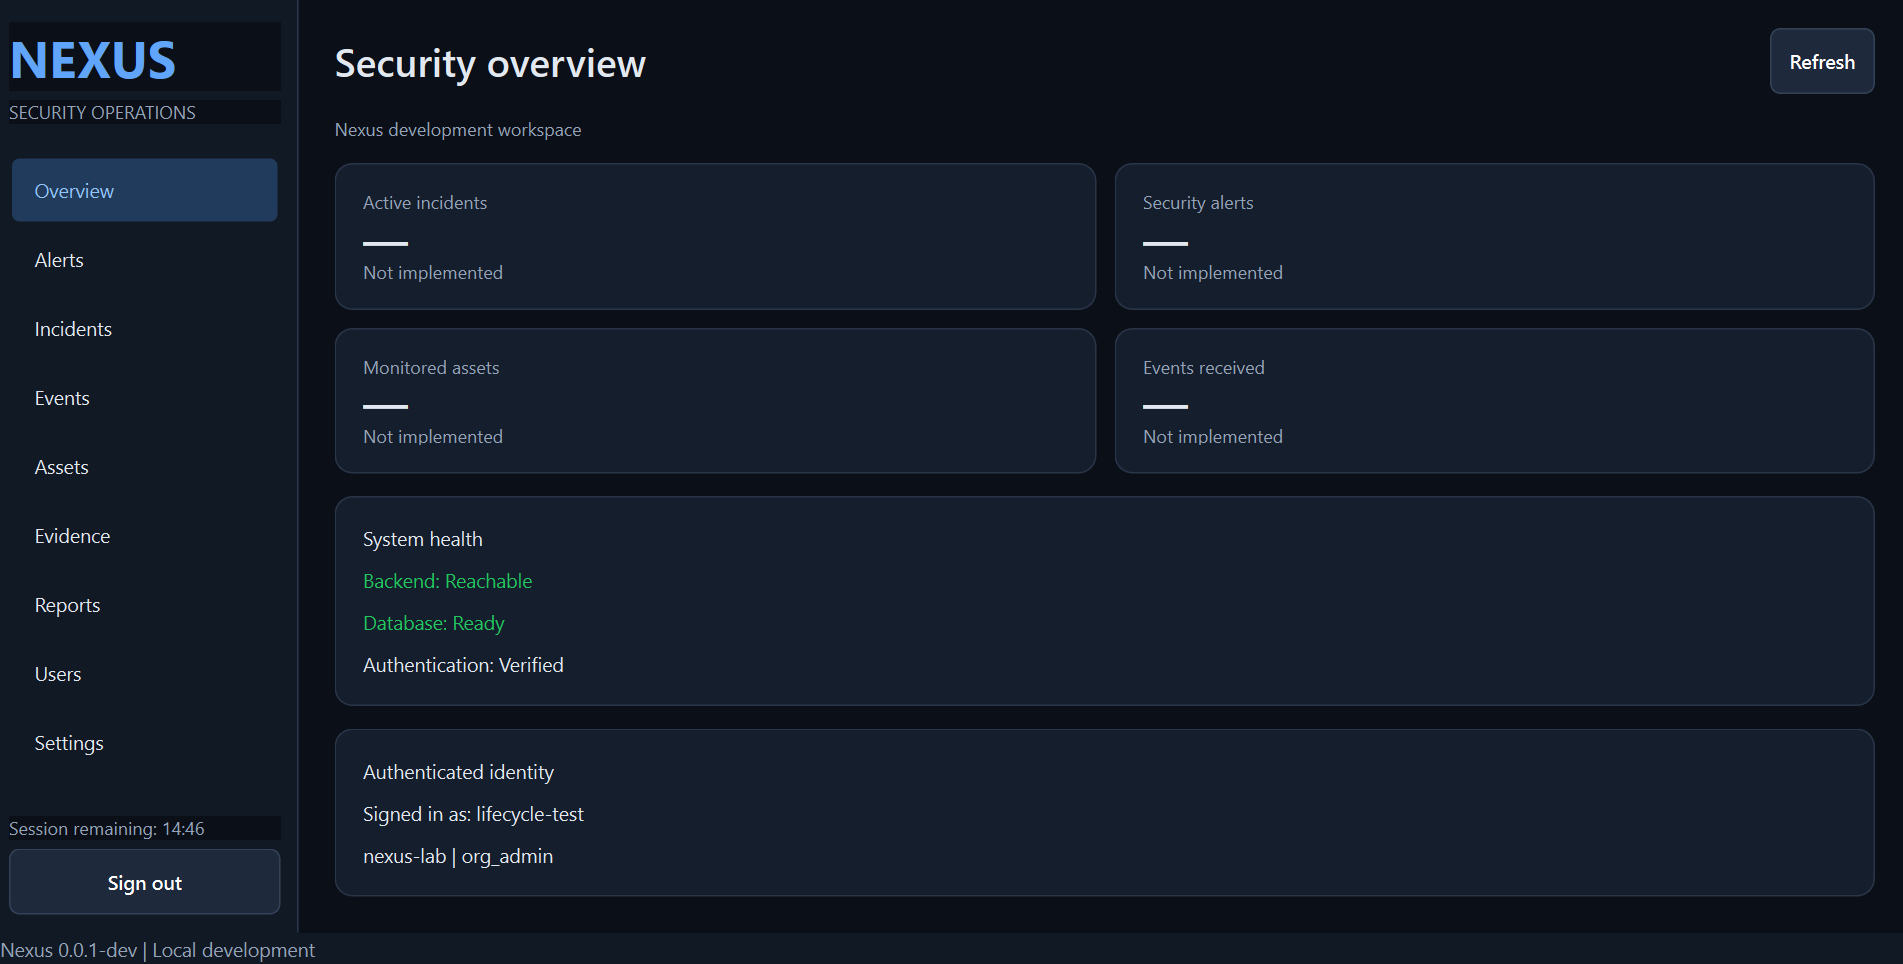 NEXUS
SECURITY OPERATIONS
Overview
Alerts
Incidents
Events
Assets
Evidence
Reports
Users
Settings
Session remaining: 14:46
Sign out
Security overview
Refresh
Nexus development workspace
Active incidents
—
Not implemented
Security alerts
—
Not implemented
Monitored assets
—
Not implemented
Events received
—
Not implemented
System health
Backend: Reachable
Database: Ready
Authentication: Verified
Authenticated identity
Signed in as: lifecycle-test
nexus-lab | org_admin
Nexus 0.0.1-dev | Local development